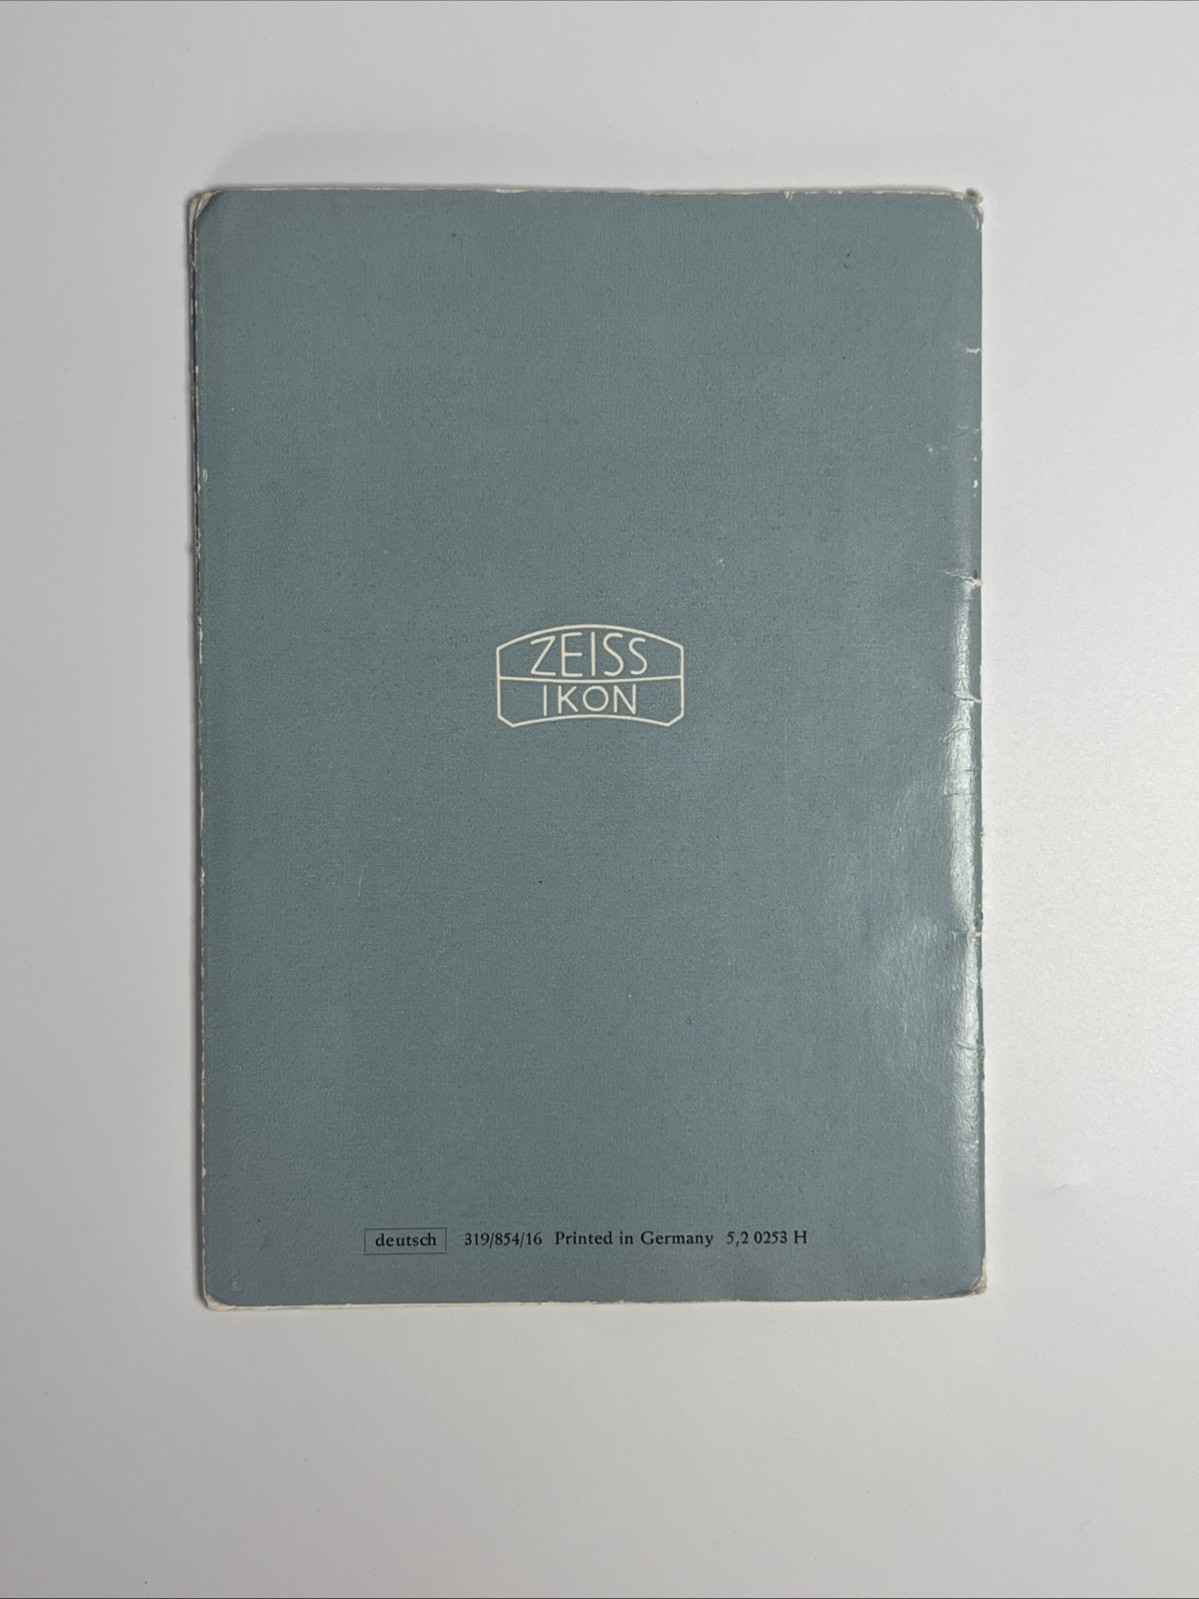 ZEISS
IKON
deutsch 319/854/16 Printed in Germany 5,2 0253 H